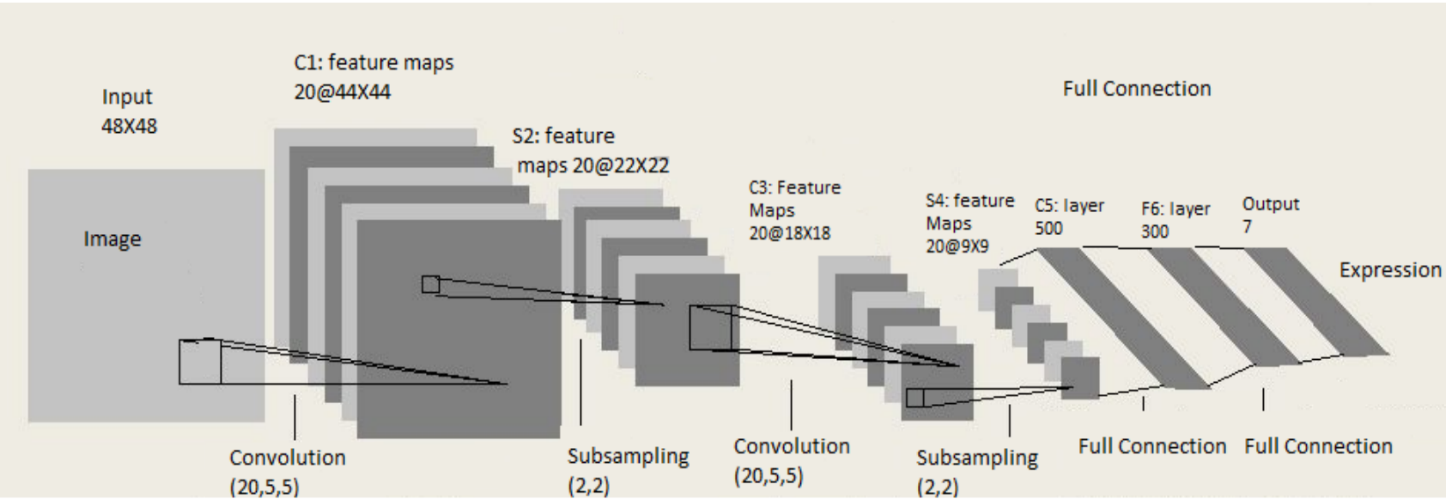 Input
48X48
C1: feature maps
20@44X44
S2: feature
maps 20@22X22
C3: Feature
Maps
20@18X18
S4: feature
Maps
20@9X9
Full Connection
C5: layer
500
F6: layer
300
Output
7
Image
Expression
Convolution
(20,5,5)
Subsampling
(2,2)
Convolution
(20,5,5)
Subsampling
(2,2)
Full Connection
Full Connection